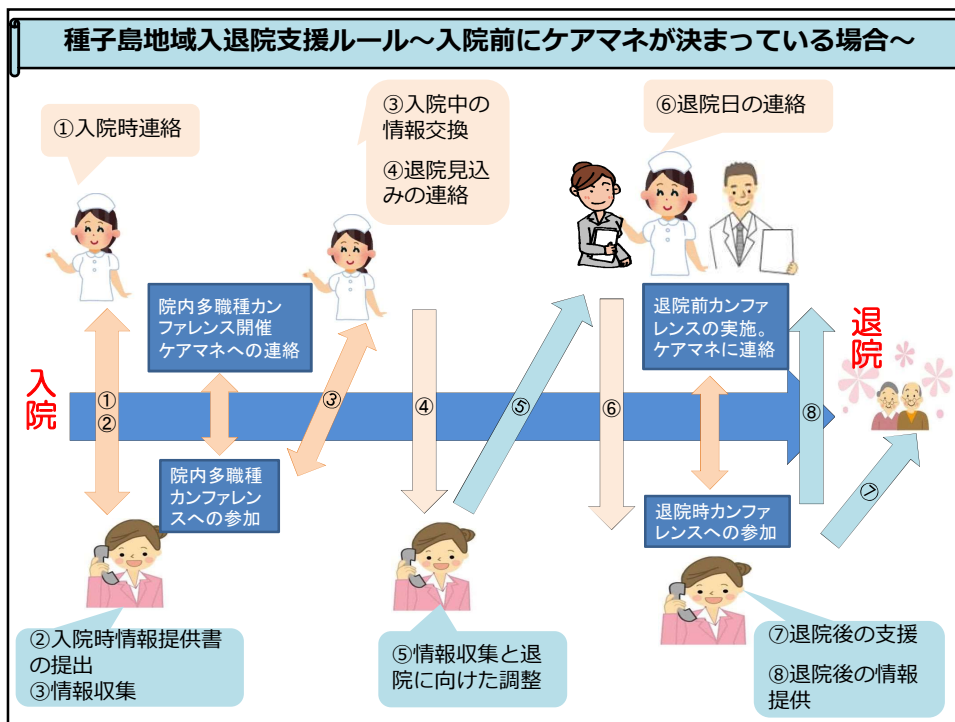 種子島地域入退院支援ルール～入院前にケアマネが決まっている場合～
①入院時連絡
③入院中の
情報交換
④退院見込
みの連絡
⑥退院日の連絡
院内多職種カン
ファレンス開催
ケアマネへの連絡
退院前カンファ
レンスの実施。
ケアマネに連絡
入
院
退
院
①
②
③
④
⑤
⑥
⑧
⑦
院内多職種
カンファレン
スへの参加
退院時カンファ
レンスへの参加
②入院時情報提供書
の提出
③情報収集
⑤情報収集と退
院に向けた調整
⑦退院後の支援
⑧退院後の情報
提供